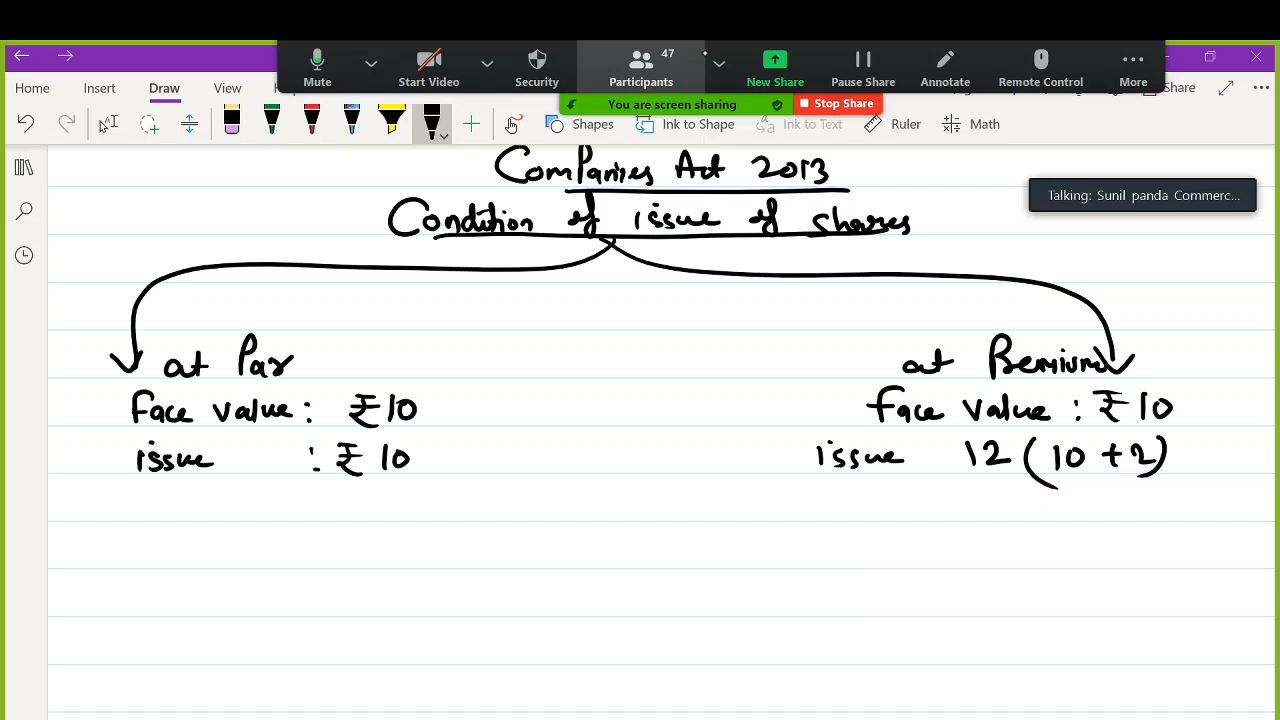 47
Mute Start Video Security Participants New Share Pause Share Annotate Remote Control More
You are screen sharing Stop Share
Home Insert Draw View Share
Shapes Ink to Shape Ink to Text Ruler Math
Companies Act 2013
Talking: Sunil panda Commerc...
Condition of issue of shares
at Par
Face value : ₹10
issue : ₹10
at Premium
Face value : ₹10
issue 12 (10 + 2)